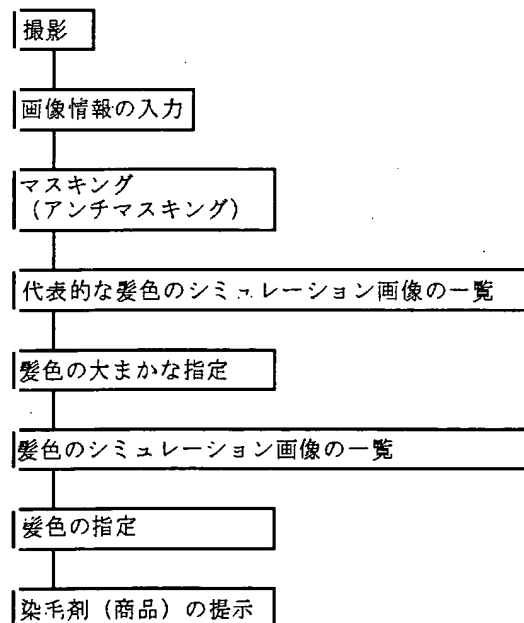 撮影
画像情報の入力
マスキング
（アンチマスキング）
代表的な髪色のシミュレーション画像の一覧
髪色の大まかな指定
髪色のシミュレーション画像の一覧
髪色の指定
染毛剤（商品）の提示